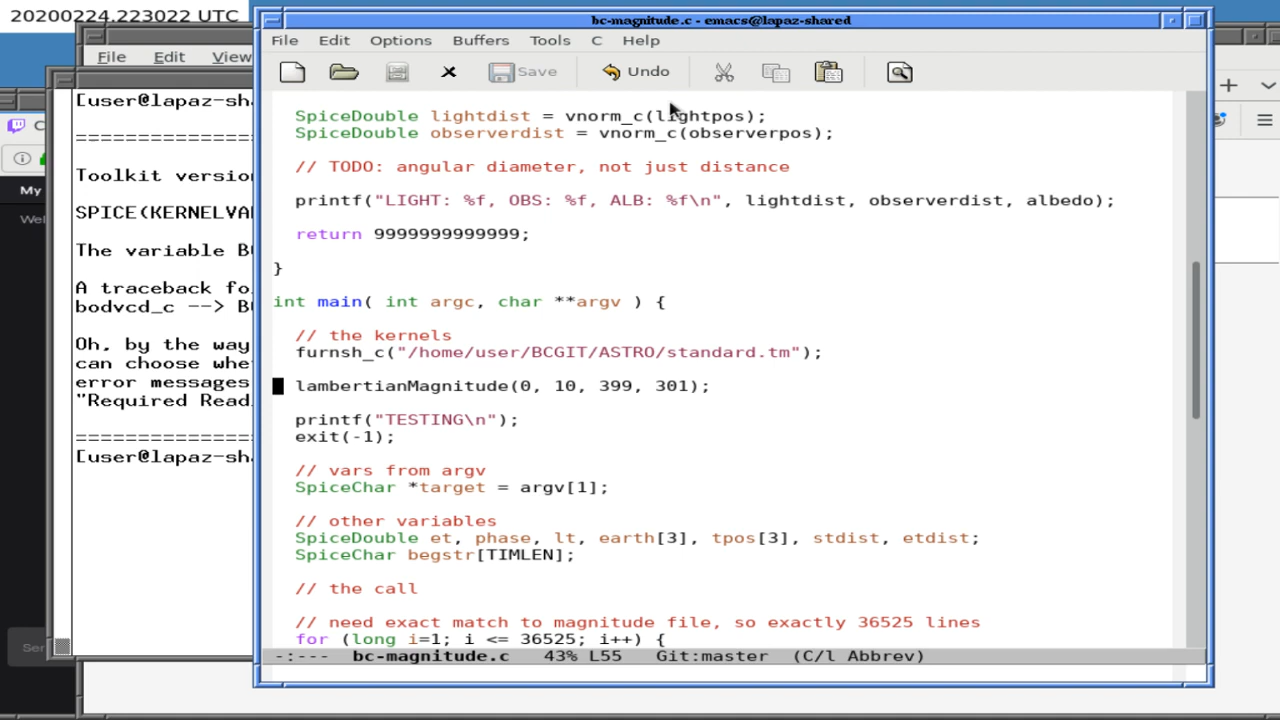 20200224.223022 UTC
bc-magnitude.c - emacs@lapaz-shared
File Edit View
File Edit Options Buffers Tools C Help
Save Undo
[user@lapaz-sh
Toolkit version
SPICE(KERNELVA
The variable B
A traceback fo
bodvcd_c --> B
Oh, by the way
can choose whe
error messages
"Required Read
[user@lapaz-sh
My
Wel
Ser
SpiceDouble lightdist = vnorm_c(lightpos);
SpiceDouble observerdist = vnorm_c(observerpos);
// TODO: angular diameter, not just distance
printf("LIGHT: %f, OBS: %f, ALB: %f\n", lightdist, observerdist, albedo);
return 9999999999999;
}
int main( int argc, char **argv ) {
// the kernels
furnsh_c("/home/user/BCGIT/ASTRO/standard.tm");
lambertianMagnitude(0, 10, 399, 301);
printf("TESTING\n");
exit(-1);
// vars from argv
SpiceChar *target = argv[1];
// other variables
SpiceDouble et, phase, lt, earth[3], tpos[3], stdist, etdist;
SpiceChar begstr[TIMLEN];
// the call
// need exact match to magnitude file, so exactly 36525 lines
for (long i=1; i <= 36525; i++) {
-:--- bc-magnitude.c 43% L55 Git:master (C/l Abbrev)